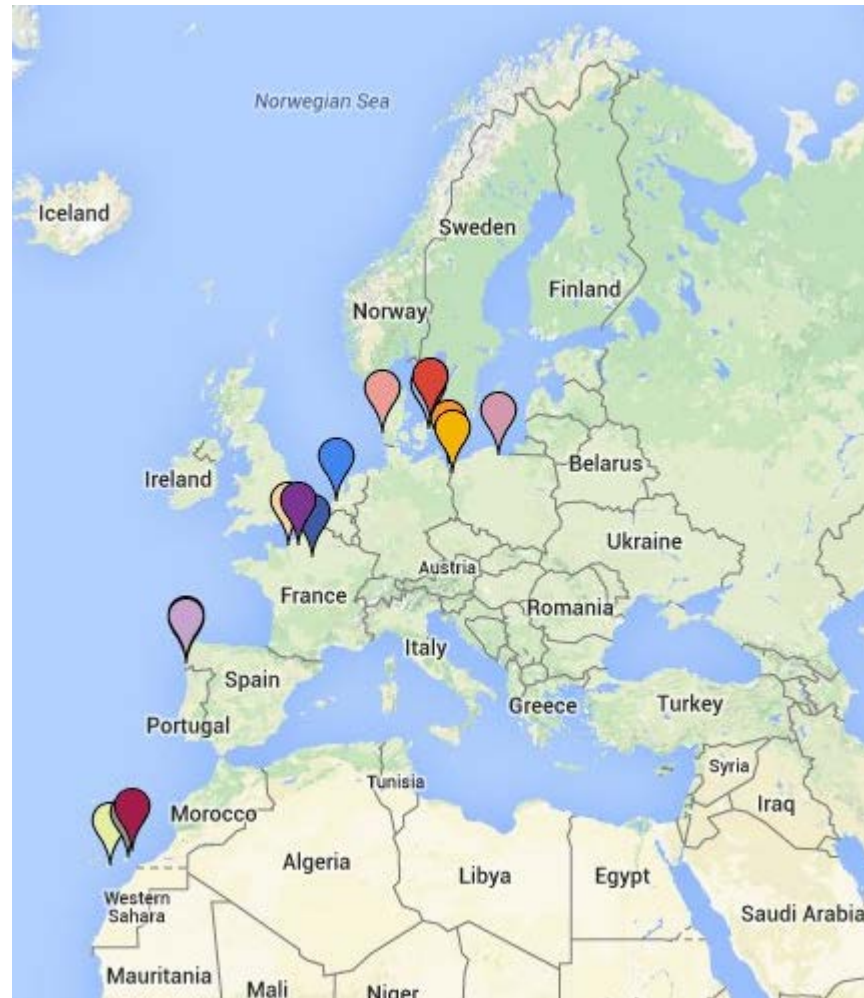 Norwegian Sea
Iceland
Sweden
Finland
Norway
Ireland
Belarus
Ukraine
Austria
France
Romania
Italy
Spain
Greece
Turkey
Portugal
Syria
Tunisia
Iraq
Morocco
Algeria
Libya
Egypt
Western
Sahara
Saudi Arabia
Mauritania
Mali
Niger